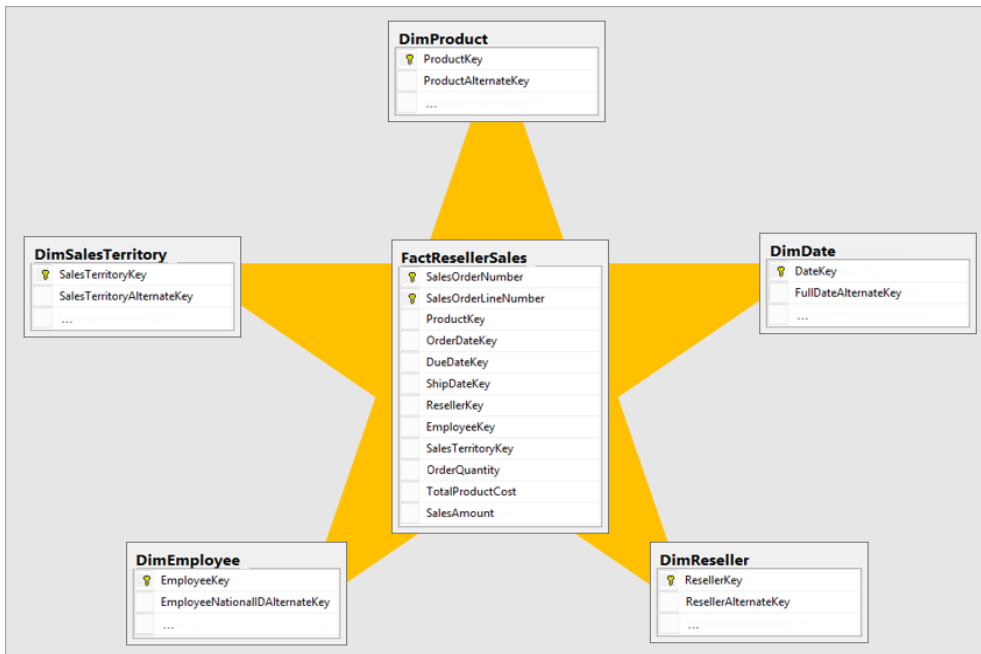 DimProduct
ProductKey
ProductAlternateKey
...
DimSalesTerritory
SalesTerritoryKey
SalesTerritoryAlternateKey
...
FactResellerSales
SalesOrderNumber
SalesOrderLineNumber
ProductKey
OrderDateKey
DueDateKey
ShipDateKey
ResellerKey
EmployeeKey
SalesTerritoryKey
OrderQuantity
TotalProductCost
SalesAmount
DimDate
DateKey
FullDateAlternateKey
...
DimEmployee
EmployeeKey
EmployeeNationalIDAlternateKey
...
DimReseller
ResellerKey
ResellerAlternateKey
...